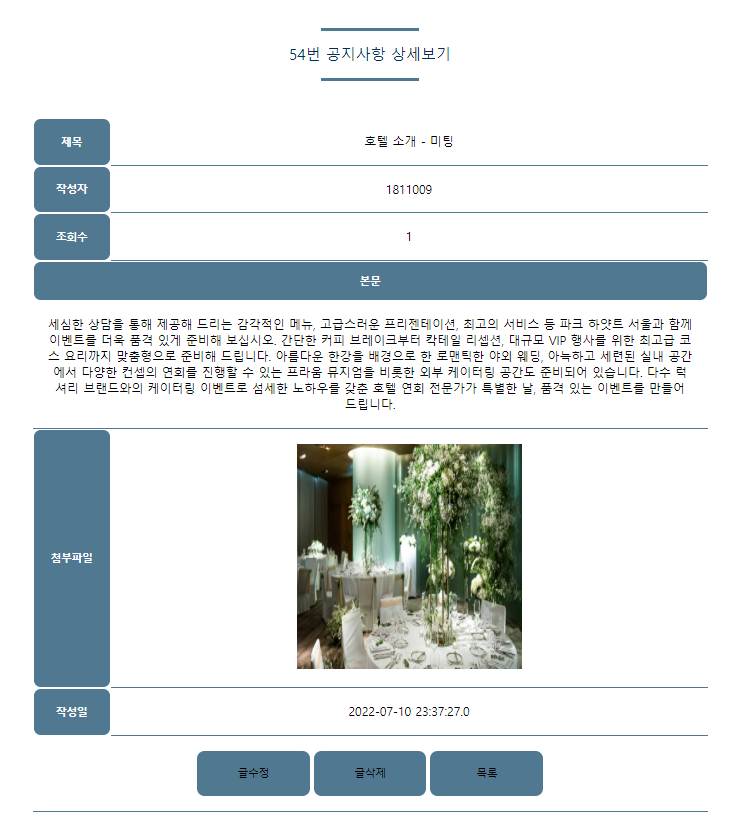 54번 공지사항 상세보기
제목
호텔 소개 - 미팅
작성자
1811009
조회수
1
본문
세심한 상담을 통해 제공해 드리는 감각적인 메뉴, 고급스러운 프리젠테이션, 최고의 서비스 등 파크 하얏트 서울과 함께
이벤트를 더욱 품격 있게 준비해 보십시오. 간단한 커피 브레이크부터 칵테일 리셉션, 대규모 VIP 행사를 위한 최고급 코
스 요리까지 맞춤형으로 준비해 드립니다. 아름다운 한강을 배경으로 한 로맨틱한 야외 웨딩, 아늑하고 세련된 실내 공간
에서 다양한 컨셉의 연회를 진행할 수 있는 프라움 뮤지엄을 비롯한 외부 케이터링 공간도 준비되어 있습니다. 다수 럭
셔리 브랜드와의 케이터링 이벤트로 섬세한 노하우를 갖춘 호텔 연회 전문가가 특별한 날, 품격 있는 이벤트를 만들어
드립니다.
첨부파일
작성일
2022-07-10 23:37:27.0
글수정
글삭제
목록